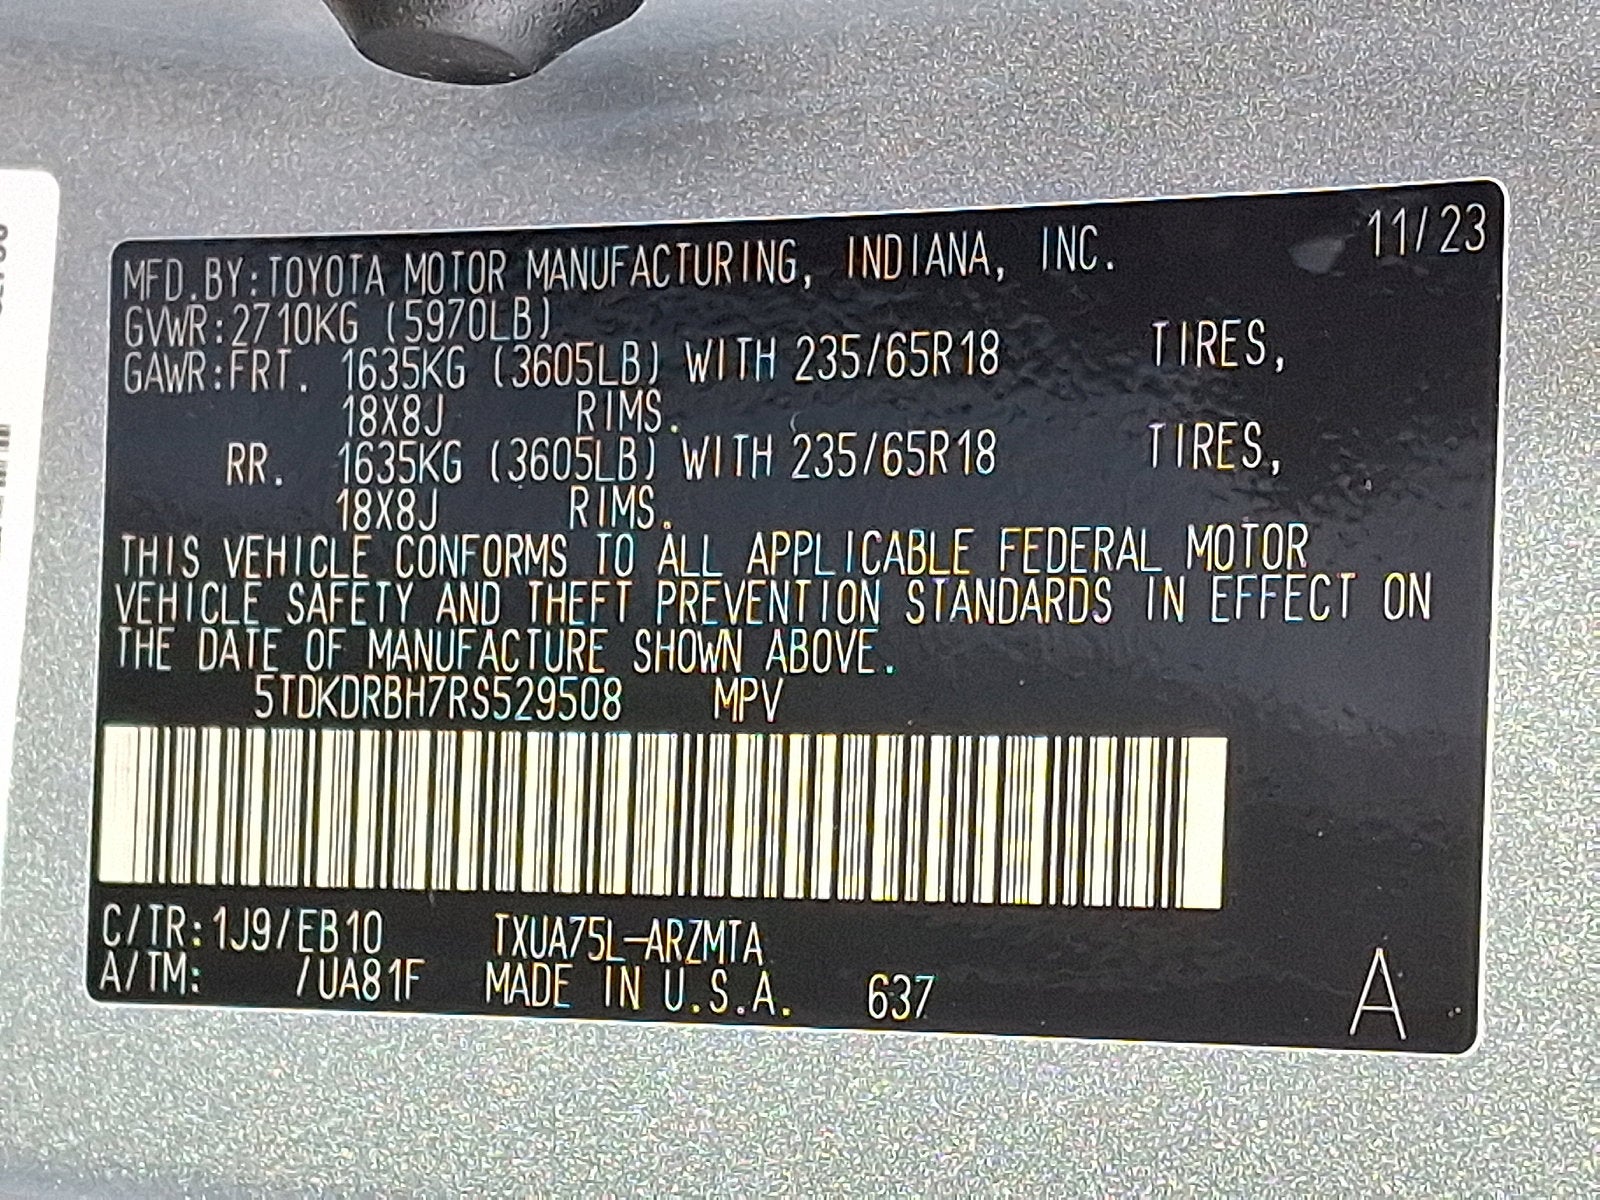 11/23
MFD.BY:TOYOTA MOTOR MANUFACTURING, INDIANA, INC.
GVWR:2710KG (5970LB)
GAWR:FRT. 1635KG (3605LB) WITH 235/65R18 TIRES,
18X8J RIMS.
RR. 1635KG (3605LB) WITH 235/65R18 TIRES,
18X8J RIMS.
THIS VEHICLE CONFORMS TO ALL APPLICABLE FEDERAL MOTOR
VEHICLE SAFETY AND THEFT PREVENTION STANDARDS IN EFFECT ON
THE DATE OF MANUFACTURE SHOWN ABOVE.
5TDKDRBH7RS529508 MPV
C/TR:1J9/EB10 TXUA75L-ARZMTA
A/TM: /UA81F MADE IN U.S.A. 637 A